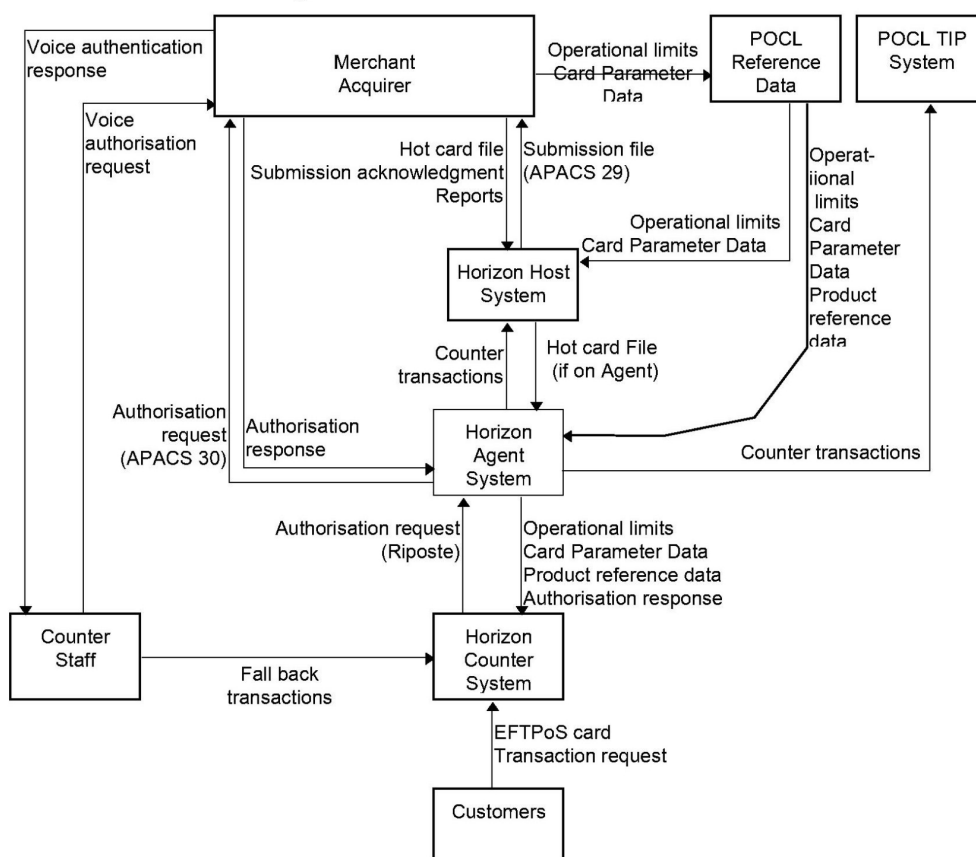 Voice authentication
response
Merchant
Acquirer
Operational limits
Card Parameter
Data
POCL
Reference
Data
POCL TIP
System
Voice
authorisation
request
Hot card file
Submission acknowledgment
Reports
Submission file
(APACS 29)
Operat-
iional
limits
Card
Parameter
Data
Product
reference
data
Operational limits
Card Parameter Data
Horizon Host
System
Counter
transactions
Hot card File
(if on Agent)
Authorisation
request
(APACS 30)
Authorisation
response
Horizon
Agent
System
Counter transactions
Authorisation request
(Riposte)
Operational limits
Card Parameter Data
Product reference data
Authorisation response
Counter
Staff
Fall back
transactions
Horizon
Counter
System
EFTPoS card
Transaction request
Customers